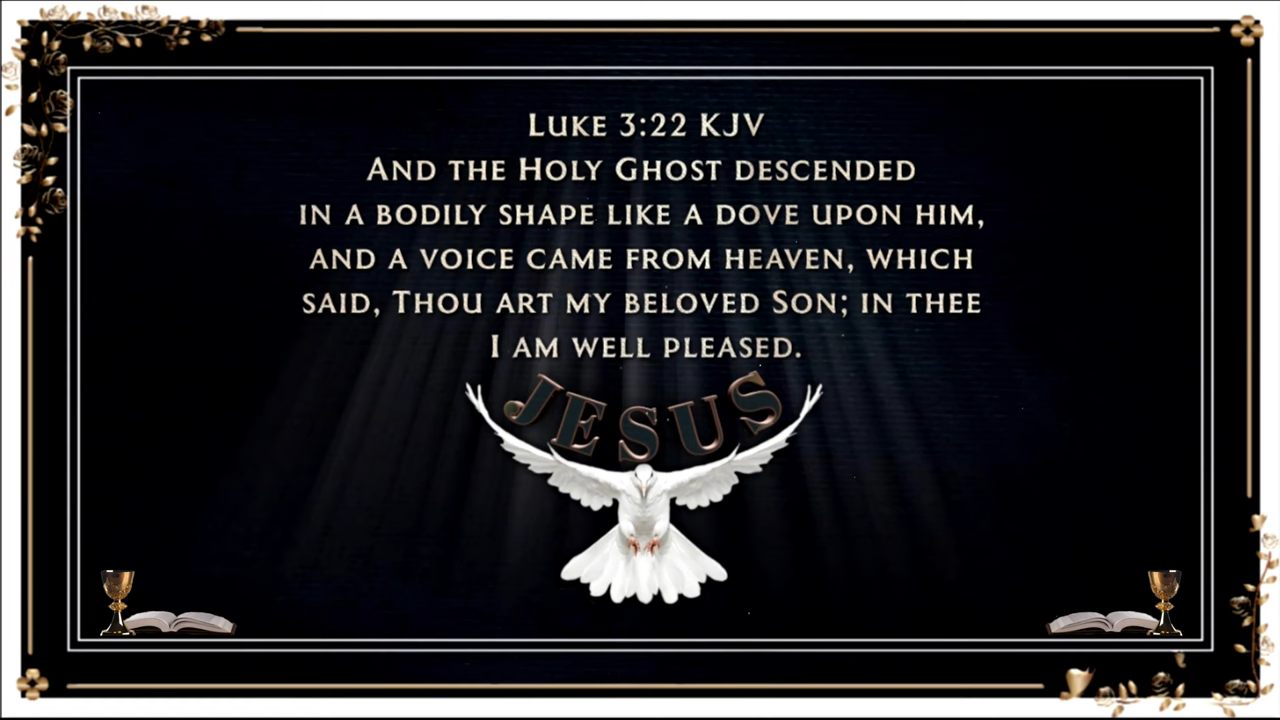 Luke 3:22 KJV
And the Holy Ghost descended
in a bodily shape like a dove upon him,
and a voice came from heaven, which
said, Thou art my beloved Son; in thee
I am well pleased.
JESUS